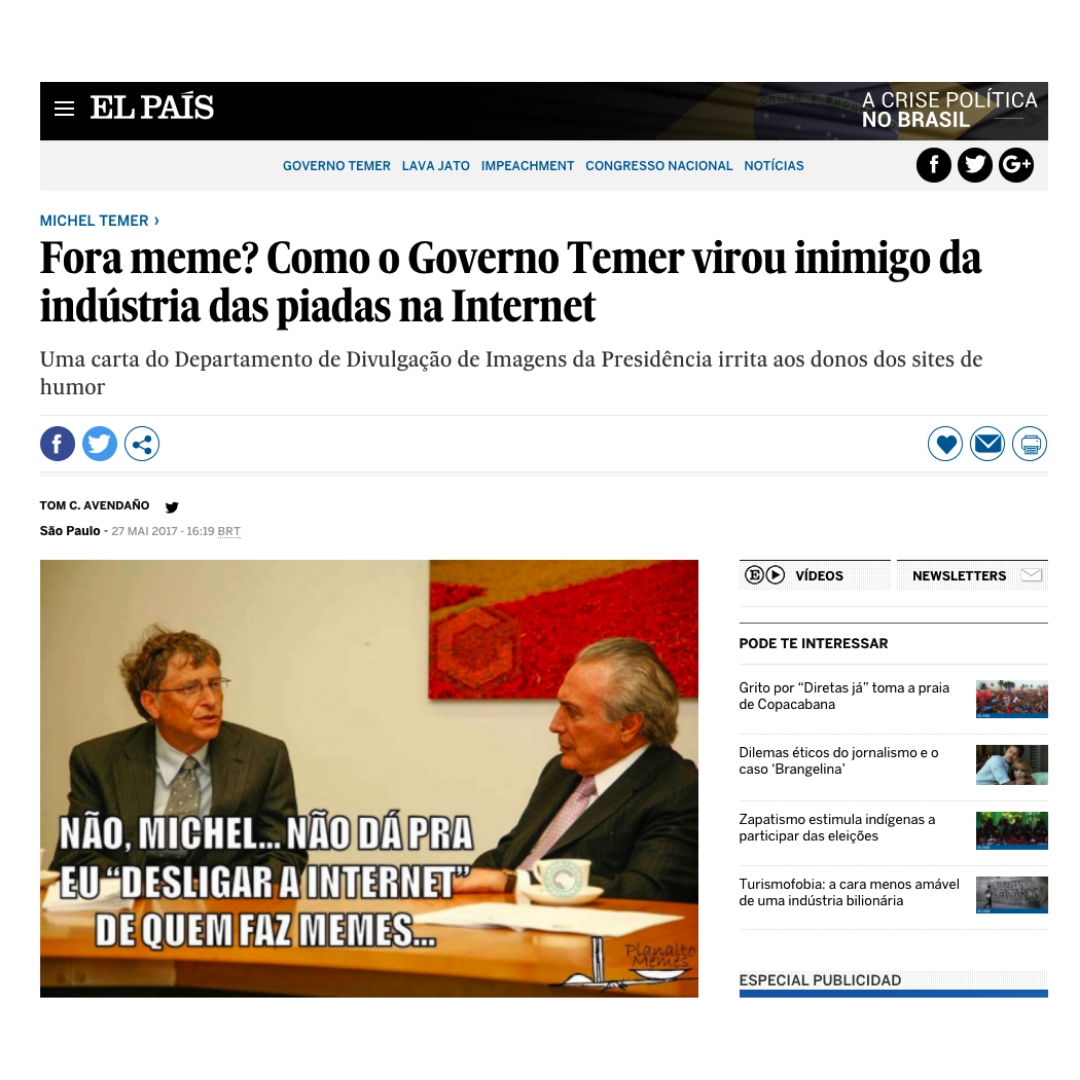 EL PAÍS
A CRISE POLÍTICA
NO BRASIL
GOVERNO TEMER LAVA JATO IMPEACHMENT CONGRESSO NACIONAL NOTÍCIAS
f G+
MICHEL TEMER ›
Fora meme? Como o Governo Temer virou inimigo da
indústria das piadas na Internet
Uma carta do Departamento de Divulgação de Imagens da Presidência irrita aos donos dos sites de
humor
f
TOM C. AVENDAÑO
São Paulo - 27 MAI 2017 - 16:19 BRT
NÃO, MICHEL... NÃO DÁ PRA
EU “DESLIGAR A INTERNET”
DE QUEM FAZ MEMES...
Planalto
Memes
E VÍDEOS NEWSLETTERS
PODE TE INTERESSAR
Grito por “Diretas já” toma a praia
de Copacabana
Dilemas éticos do jornalismo e o
caso ‘Brangelina’
Zapatismo estimula indígenas a
participar das eleições
Turismofobia: a cara menos amável
de uma indústria bilionária
ESPECIAL PUBLICIDAD